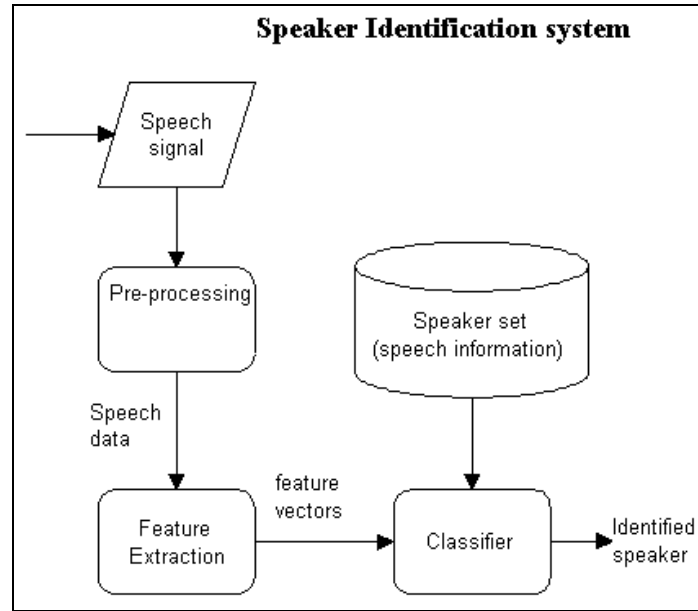 Speaker Identification system
Speech
signal
Pre-processing
Speaker set
(speech information)
Speech
data
feature
vectors
Feature
Extraction
Classifier
Identified
speaker